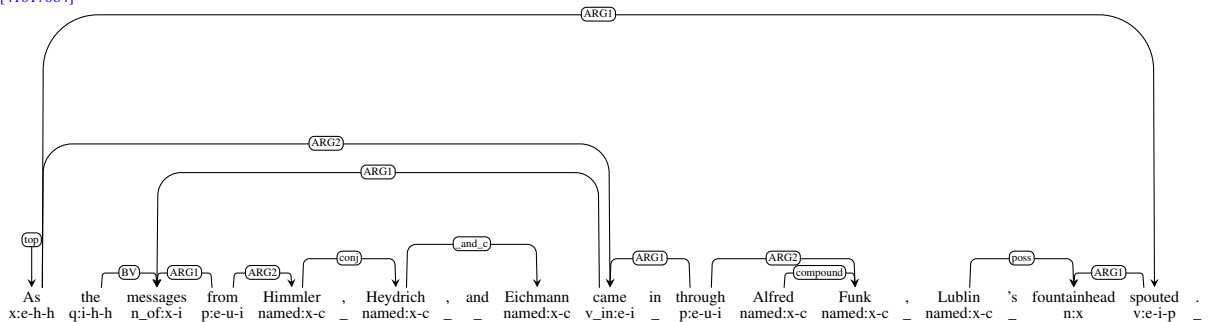 ARG1
ARG2
ARG1
_and_c
top conj ARG1 ARG2 poss
BV ARG1 ARG2 compound ARG1
As the messages from Himmler , Heydrich , and Eichmann came in through Alfred Funk , Lublin 's fountainhead spouted .
x:e-h-h q:i-h-h n_of:x-i p:e-u-i named:x-c _ named:x-c _ _ named:x-c v_in:e-i _ p:e-u-i named:x-c named:x-c _ named:x-c _ n:x v:e-i-p _